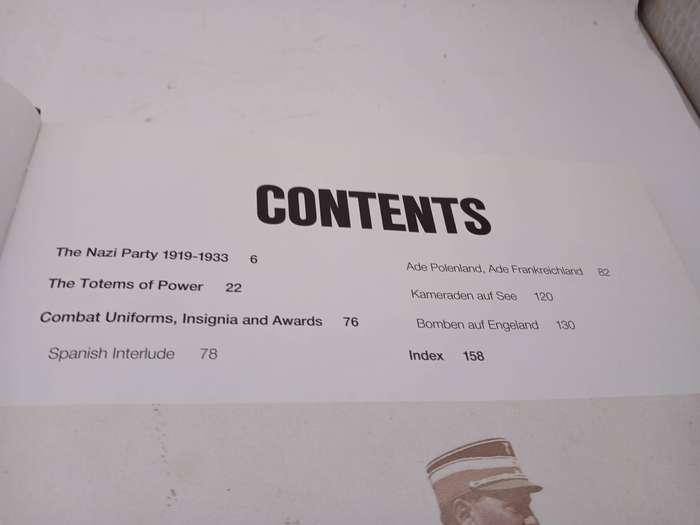 CONTENTS
The Nazi Party 1919-1933 6
The Totems of Power 22
Combat Uniforms, Insignia and Awards 76
Spanish Interlude 78
Ade Polenland, Ade Frankreichland 82
Kameraden auf See 120
Bomben auf Engeland 130
Index 158